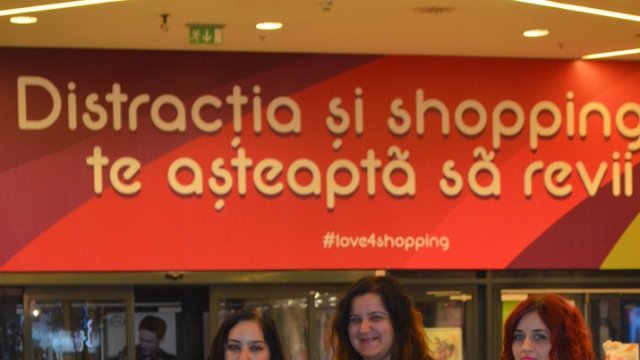 Distracția și shopping
te așteaptă să revii
#love4shopping